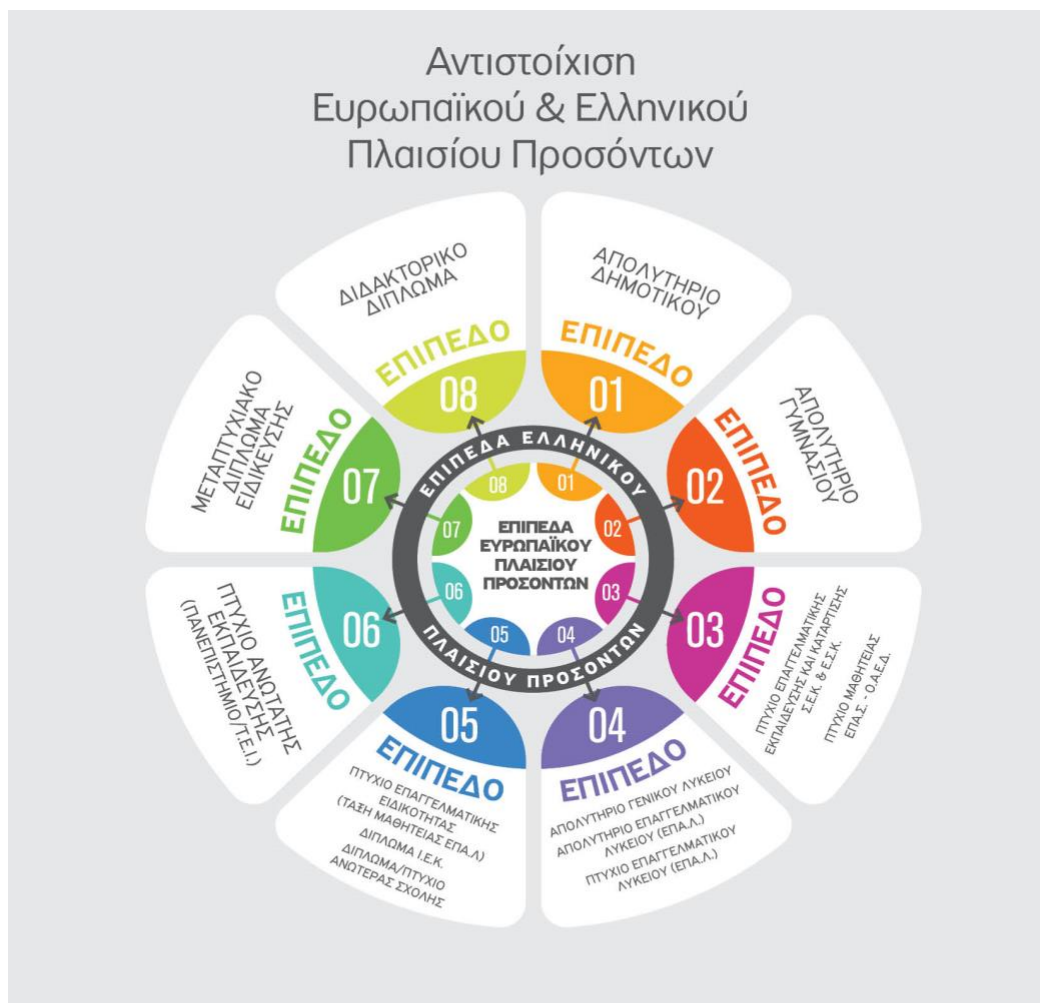 Αντιστοίχιση
Ευρωπαϊκού & Ελληνικού
Πλαισίου Προσόντων
ΑΠΟΛΥΤΗΡΙΟ
ΔΗΜΟΤΙΚΟΥ
ΕΠΙΠΕΔΟ
01
ΑΠΟΛΥΤΗΡΙΟ
ΓΥΜΝΑΣΙΟΥ
ΕΠΙΠΕΔΟ
02
ΠΤΥΧΙΟ ΕΠΑΓΓΕΛΜΑΤΙΚΗΣ
ΕΚΠΑΙΔΕΥΣΗΣ ΚΑΙ ΚΑΤΑΡΤΙΣΗΣ
Σ.Ε.Κ. & Ε.Σ.Κ.
ΠΤΥΧΙΟ ΜΑΘΗΤΕΙΑΣ
ΕΠΑ.Σ. - Ο.Α.Ε.Δ.
ΕΠΙΠΕΔΟ
03
04
ΕΠΙΠΕΔΟ
ΑΠΟΛΥΤΗΡΙΟ ΓΕΝΙΚΟΥ ΛΥΚΕΙΟΥ
ΑΠΟΛΥΤΗΡΙΟ ΕΠΑΓΓΕΛΜΑΤΙΚΟΥ
ΛΥΚΕΙΟΥ (ΕΠΑ.Λ.)
ΠΤΥΧΙΟ ΕΠΑΓΓΕΛΜΑΤΙΚΟΥ
ΛΥΚΕΙΟΥ (ΕΠΑ.Λ.)
05
ΕΠΙΠΕΔΟ
ΠΤΥΧΙΟ ΕΠΑΓΓΕΛΜΑΤΙΚΗΣ
ΕΙΔΙΚΟΤΗΤΑΣ
(ΤΑΞΗ ΜΑΘΗΤΕΙΑΣ ΕΠΑ.Λ)
ΔΙΠΛΩΜΑ Ι.Ε.Κ.
ΔΙΠΛΩΜΑ/ΠΤΥΧΙΟ
ΑΝΩΤΕΡΑΣ ΣΧΟΛΗΣ
ΠΤΥΧΙΟ ΑΝΩΤΑΤΗΣ
ΕΚΠΑΙΔΕΥΣΗΣ
(ΠΑΝΕΠΙΣΤΗΜΙΟ/Τ.Ε.Ι.)
ΕΠΙΠΕΔΟ
06
ΜΕΤΑΠΤΥΧΙΑΚΟ
ΔΙΠΛΩΜΑ
ΕΙΔΙΚΕΥΣΗΣ
ΕΠΙΠΕΔΟ
07
ΔΙΔΑΚΤΟΡΙΚΟ
ΔΙΠΛΩΜΑ
ΕΠΙΠΕΔΟ
08
ΕΠΙΠΕΔΑ ΕΛΛΗΝΙΚΟΥ
ΠΛΑΙΣΙΟΥ ΠΡΟΣΟΝΤΩΝ
01
02
03
04
05
06
07
08
ΕΠΙΠΕΔΑ
ΕΥΡΩΠΑΪΚΟΥ
ΠΛΑΙΣΙΟΥ
ΠΡΟΣΟΝΤΩΝ